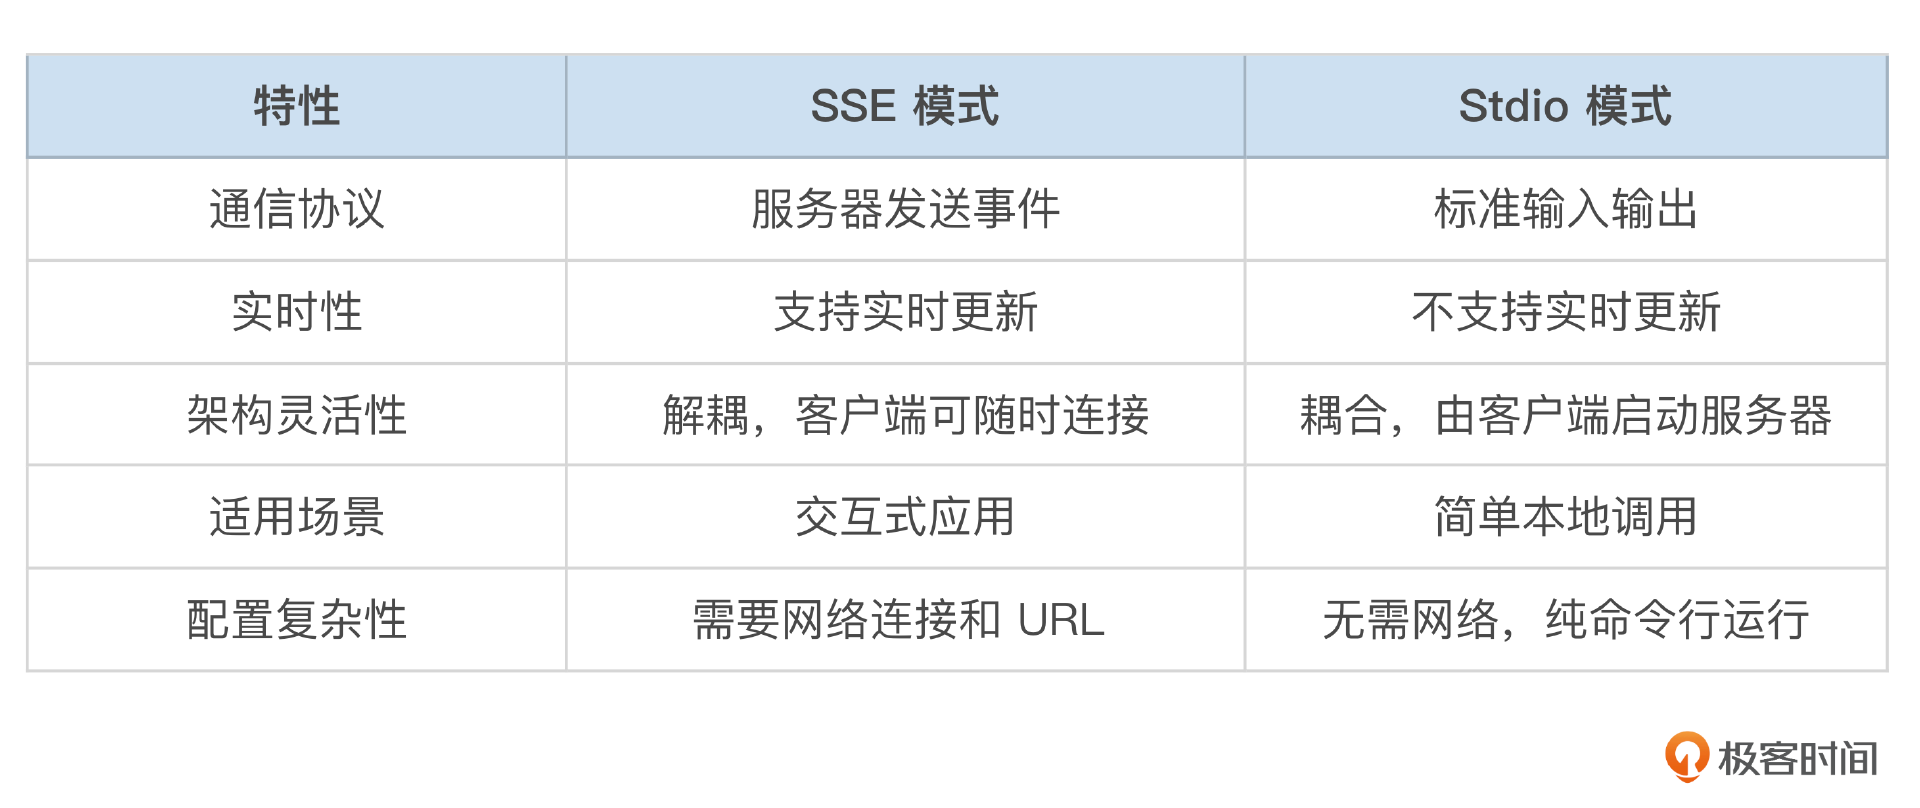 特性 SSE 模式 Stdio 模式
通信协议 服务器发送事件 标准输入输出
实时性 支持实时更新 不支持实时更新
架构灵活性 解耦，客户端可随时连接 耦合，由客户端启动服务器
适用场景 交互式应用 简单本地调用
配置复杂性 需要网络连接和 URL 无需网络，纯命令行运行
极客时间